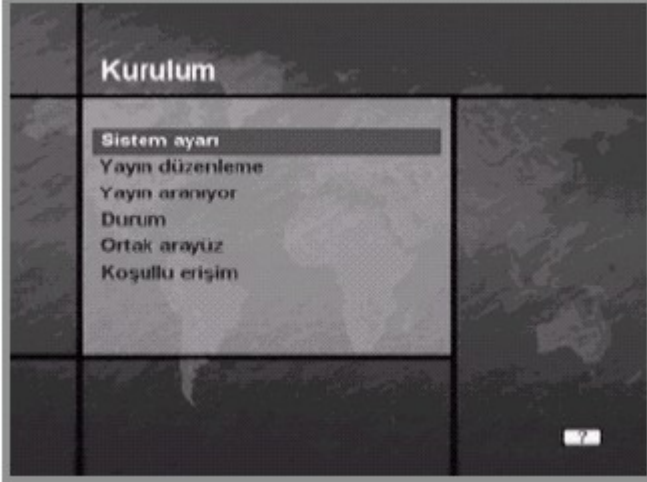 Kurulum
Sistem ayarı
Yayın düzenleme
Yayın aranıyor
Durum
Ortak arayüz
Koşullu erişim
?